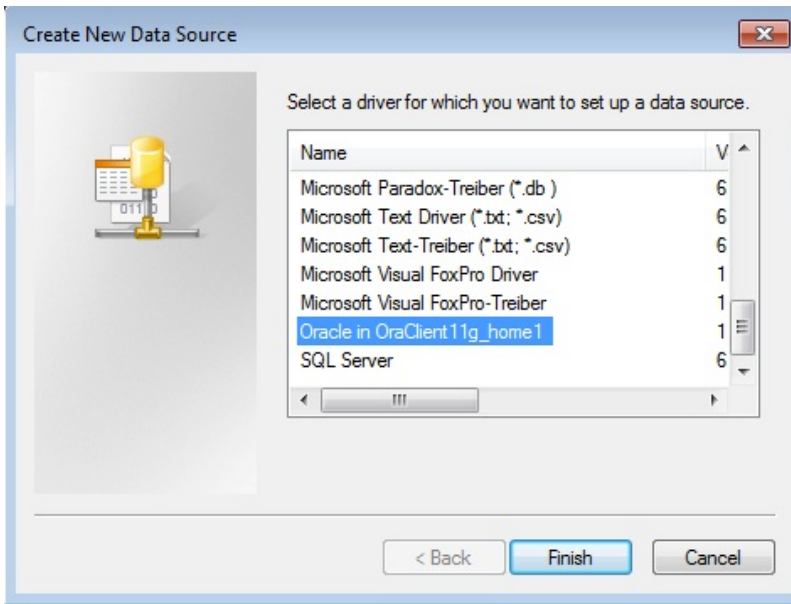 Create New Data Source
Select a driver for which you want to set up a data source.
Name V
Microsoft Paradox-Treiber (*.db ) 6
Microsoft Text Driver (*.txt; *.csv) 6
Microsoft Text-Treiber (*.txt; *.csv) 6
Microsoft Visual FoxPro Driver 1
Microsoft Visual FoxPro-Treiber 1
Oracle in OraClient11g_home1 1
SQL Server 6
< Back Finish Cancel